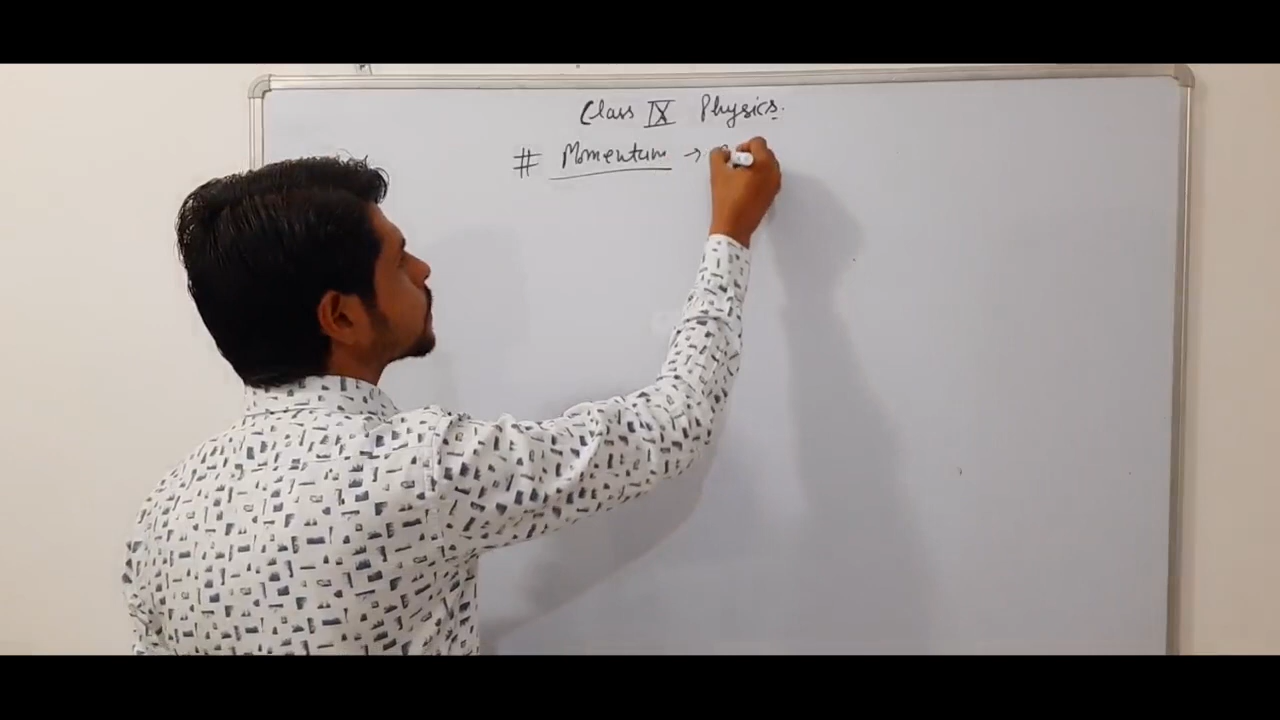 Class IX Physics.
# Momentum →